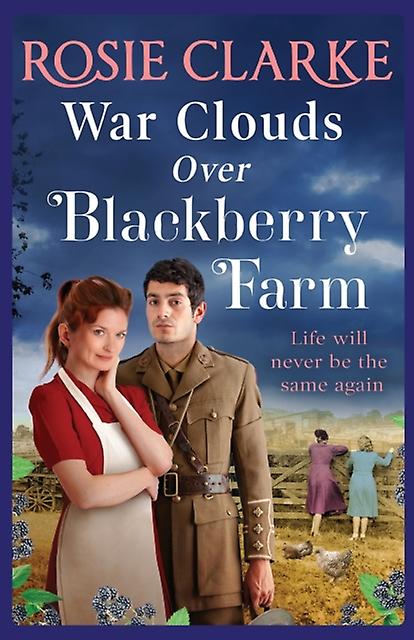 ROSIE CLARKE
War Clouds
Over
Blackberry
Farm
Life will
never be the
same again